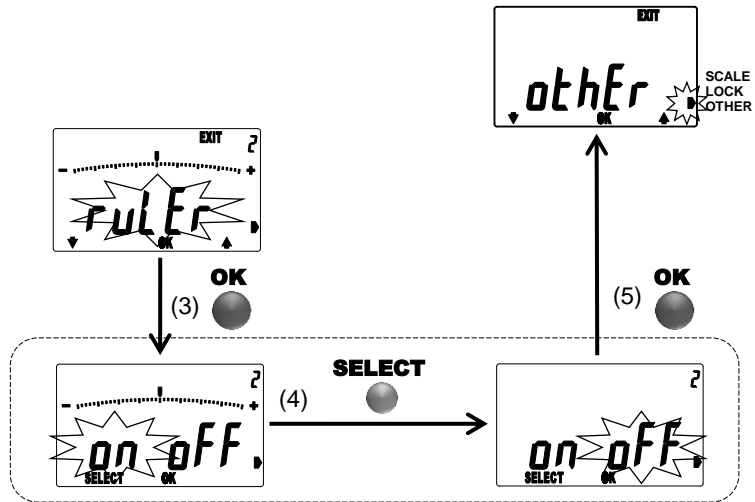 EXIT
othEr
OK
SCALE
LOCK
OTHER
EXIT 2
- +
rulEr
OK
OK
(3)
OK
(5)
2
- +
on oFF
SELECT OK
(4)
SELECT
2
on oFF
SELECT OK